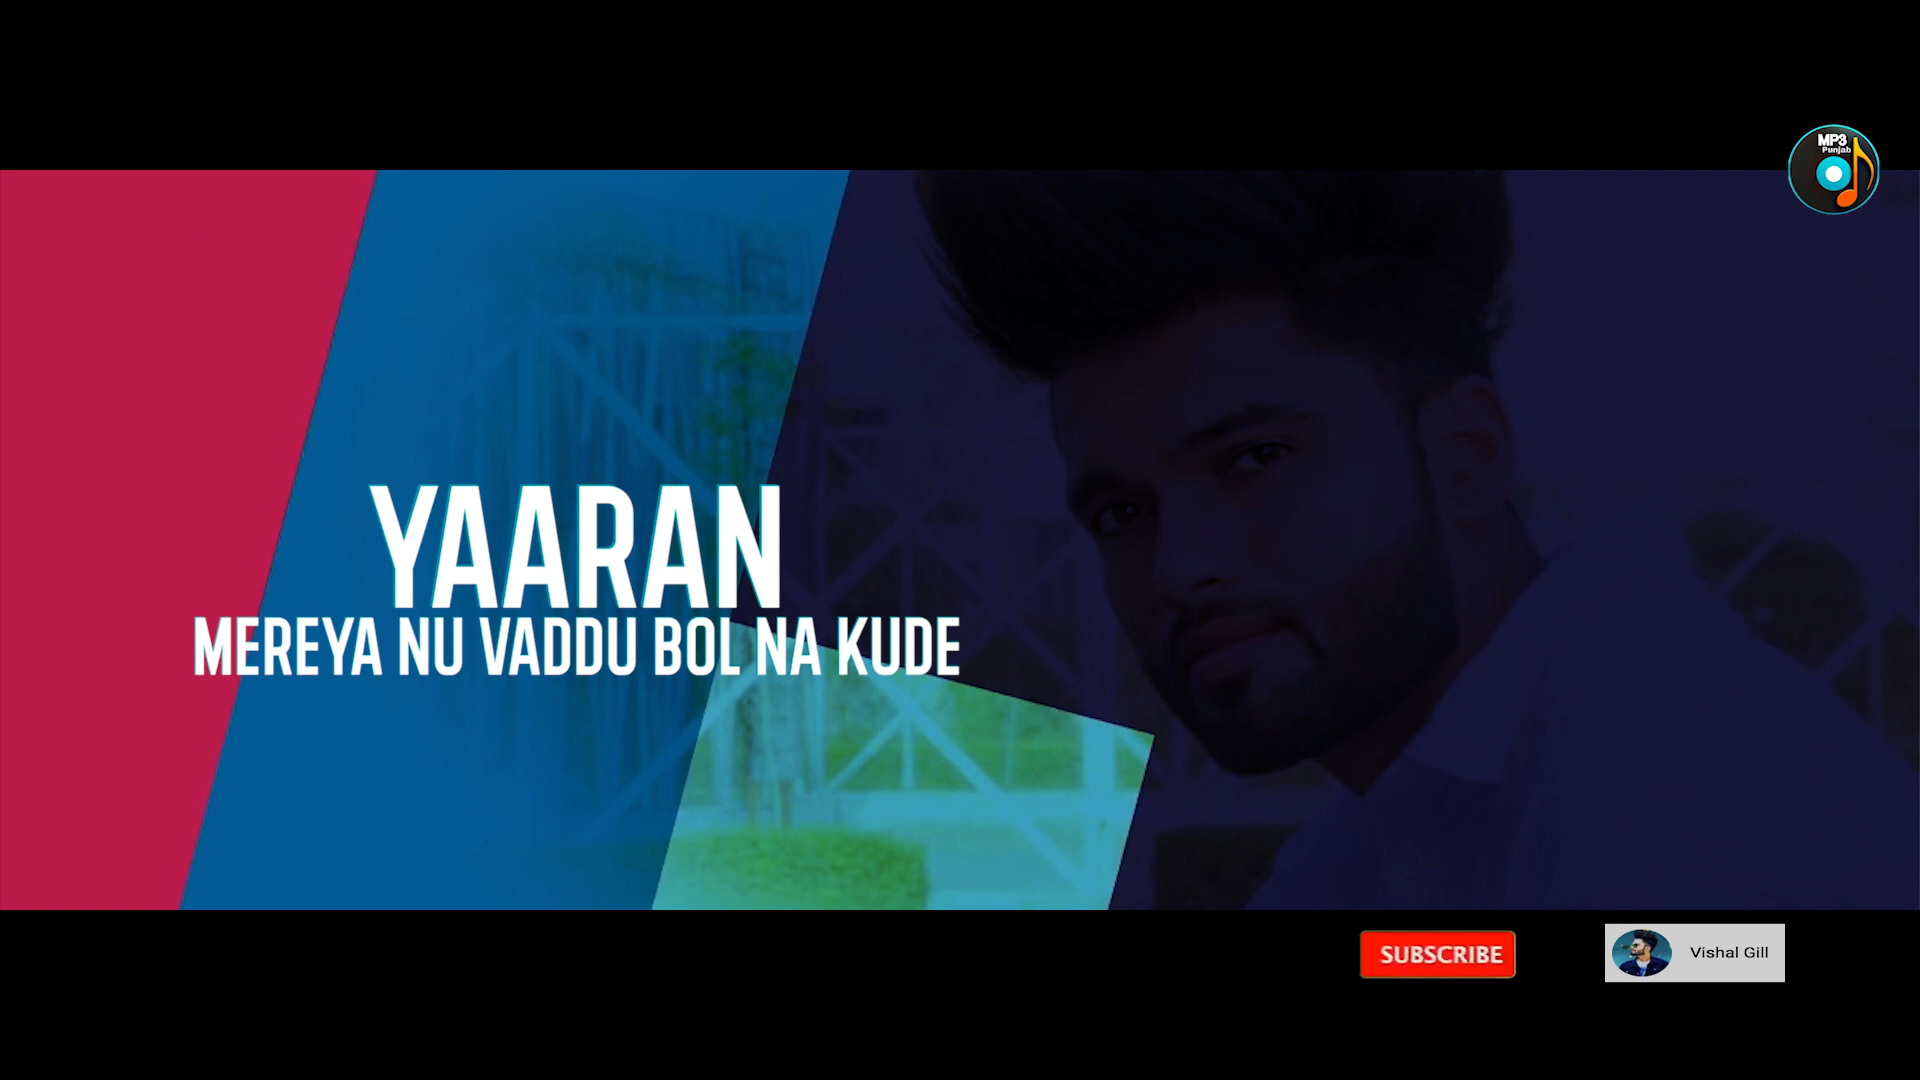 MP3
Punjab
YAARAN
MEREYA NU VADDU BOL NA KUDE
SUBSCRIBE
Vishal Gill